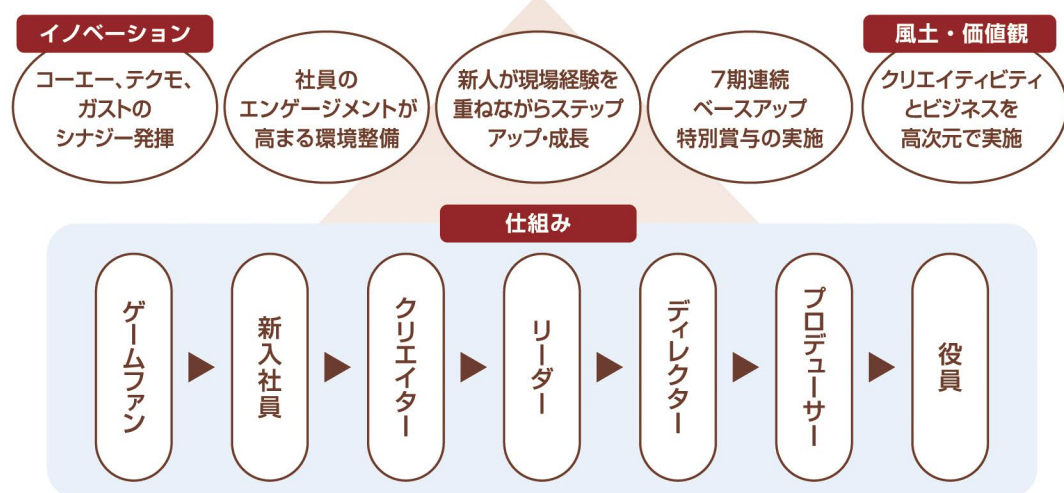 イノベーション
コーエー、テクモ、
ガストの
シナジー発揮
社員の
エンゲージメントが
高まる環境整備
新人が現場経験を
重ねながらステップ
アップ・成長
7期連続
ベースアップ
特別賞与の実施
風土・価値観
クリエイティビティ
とビジネスを
高次元で実施
仕組み
ゲームファン
新入社員
クリエイター
リーダー
ディレクター
プロデューサー
役員